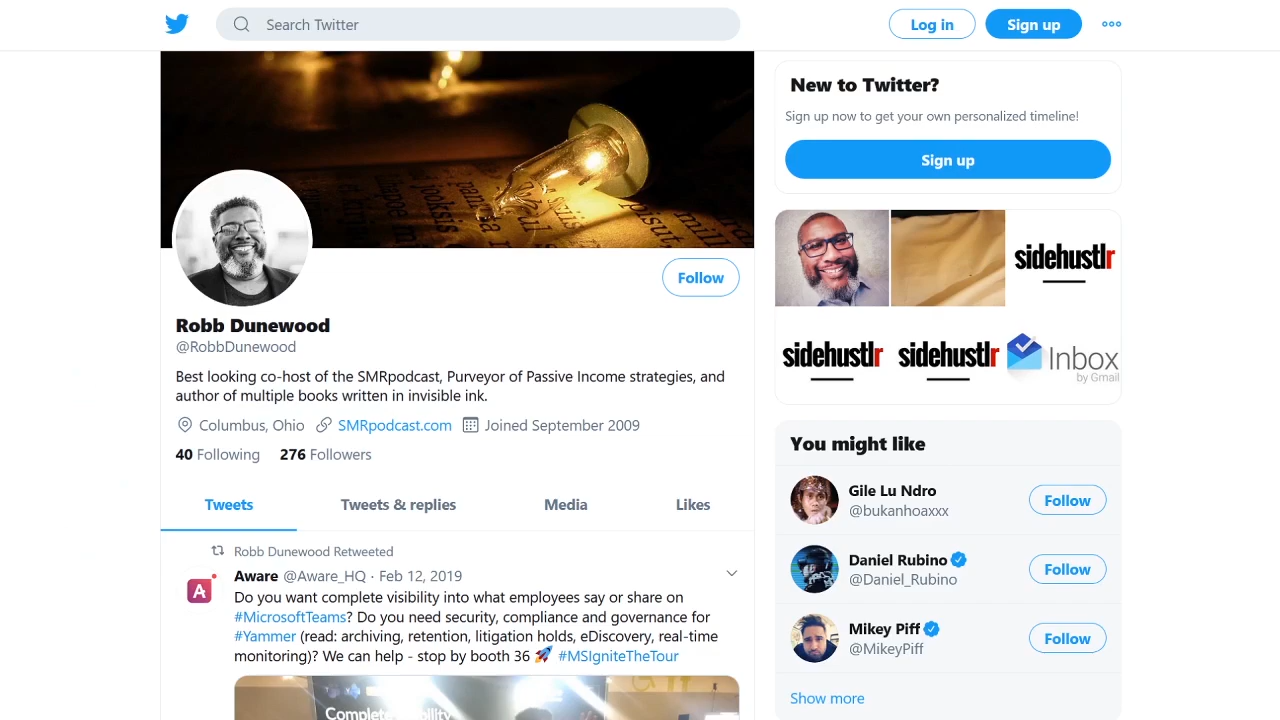 Search Twitter
Log in
Sign up
New to Twitter?
Sign up now to get your own personalized timeline!
Sign up
sidehustlr
sidehustlr
sidehustlr
Inbox
by Gmail
Follow
Robb Dunewood
@RobbDunewood
Best looking co-host of the SMRpodcast, Purveyor of Passive Income strategies, and
author of multiple books written in invisible ink.
Columbus, Ohio SMRpodcast.com Joined September 2009
40 Following 276 Followers
Tweets Tweets & replies Media Likes
Robb Dunewood Retweeted
A
Aware @Aware_HQ · Feb 12, 2019
Do you want complete visibility into what employees say or share on
#MicrosoftTeams? Do you need security, compliance and governance for
#Yammer (read: archiving, retention, litigation holds, eDiscovery, real-time
monitoring)? We can help - stop by booth 36 🚀 #MSIgniteTheTour
Complete
You might like
Gile Lu Ndro
@bukanhoaxxx
Follow
Daniel Rubino
@Daniel_Rubino
Follow
Mikey Piff
@MikeyPiff
Follow
Show more